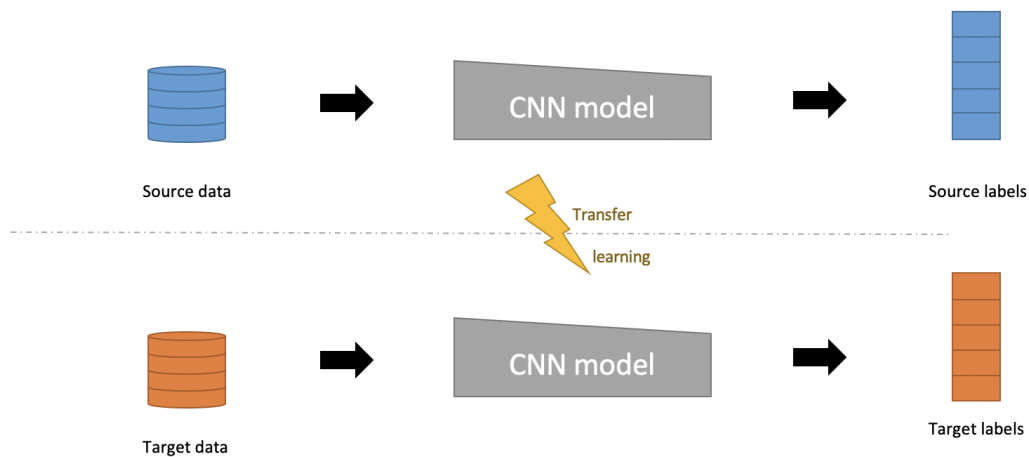 CNN model
Source data
Source labels
Transfer
learning
CNN model
Target data
Target labels